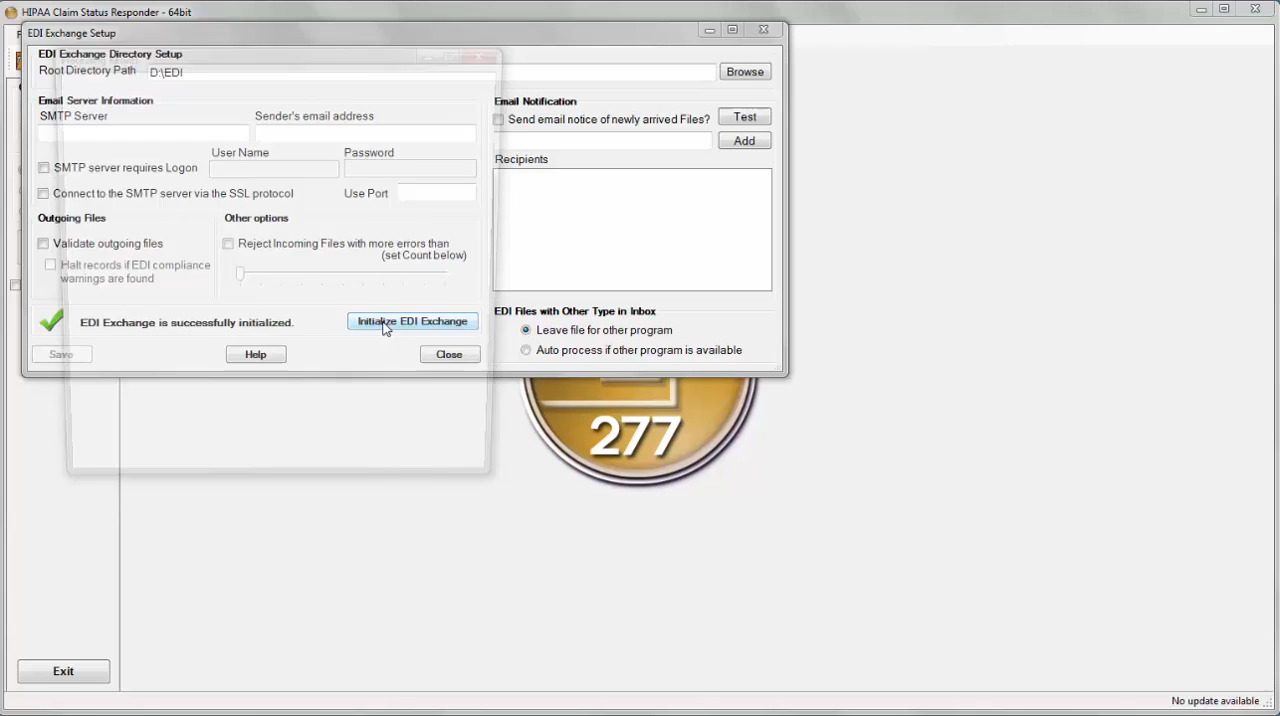 HIPAA Claim Status Responder - 64bit
EDI Exchange Setup
EDI Exchange Directory Setup
Root Directory Path D:\EDI Browse
Email Server Information
SMTP Server Sender's email address
User Name Password
SMTP server requires Logon
Connect to the SMTP server via the SSL protocol Use Port
Outgoing Files Other options
Validate outgoing files Reject Incoming Files with more errors than
(set Count below)
Halt records if EDI compliance
warnings are found
EDI Exchange is successfully initialized. Initialize EDI Exchange
Save Help Close
Email Notification
Send email notice of newly arrived Files? Test
Add
Recipients
EDI Files with Other Type in Inbox
Leave file for other program
Auto process if other program is available
277
Exit
No update available